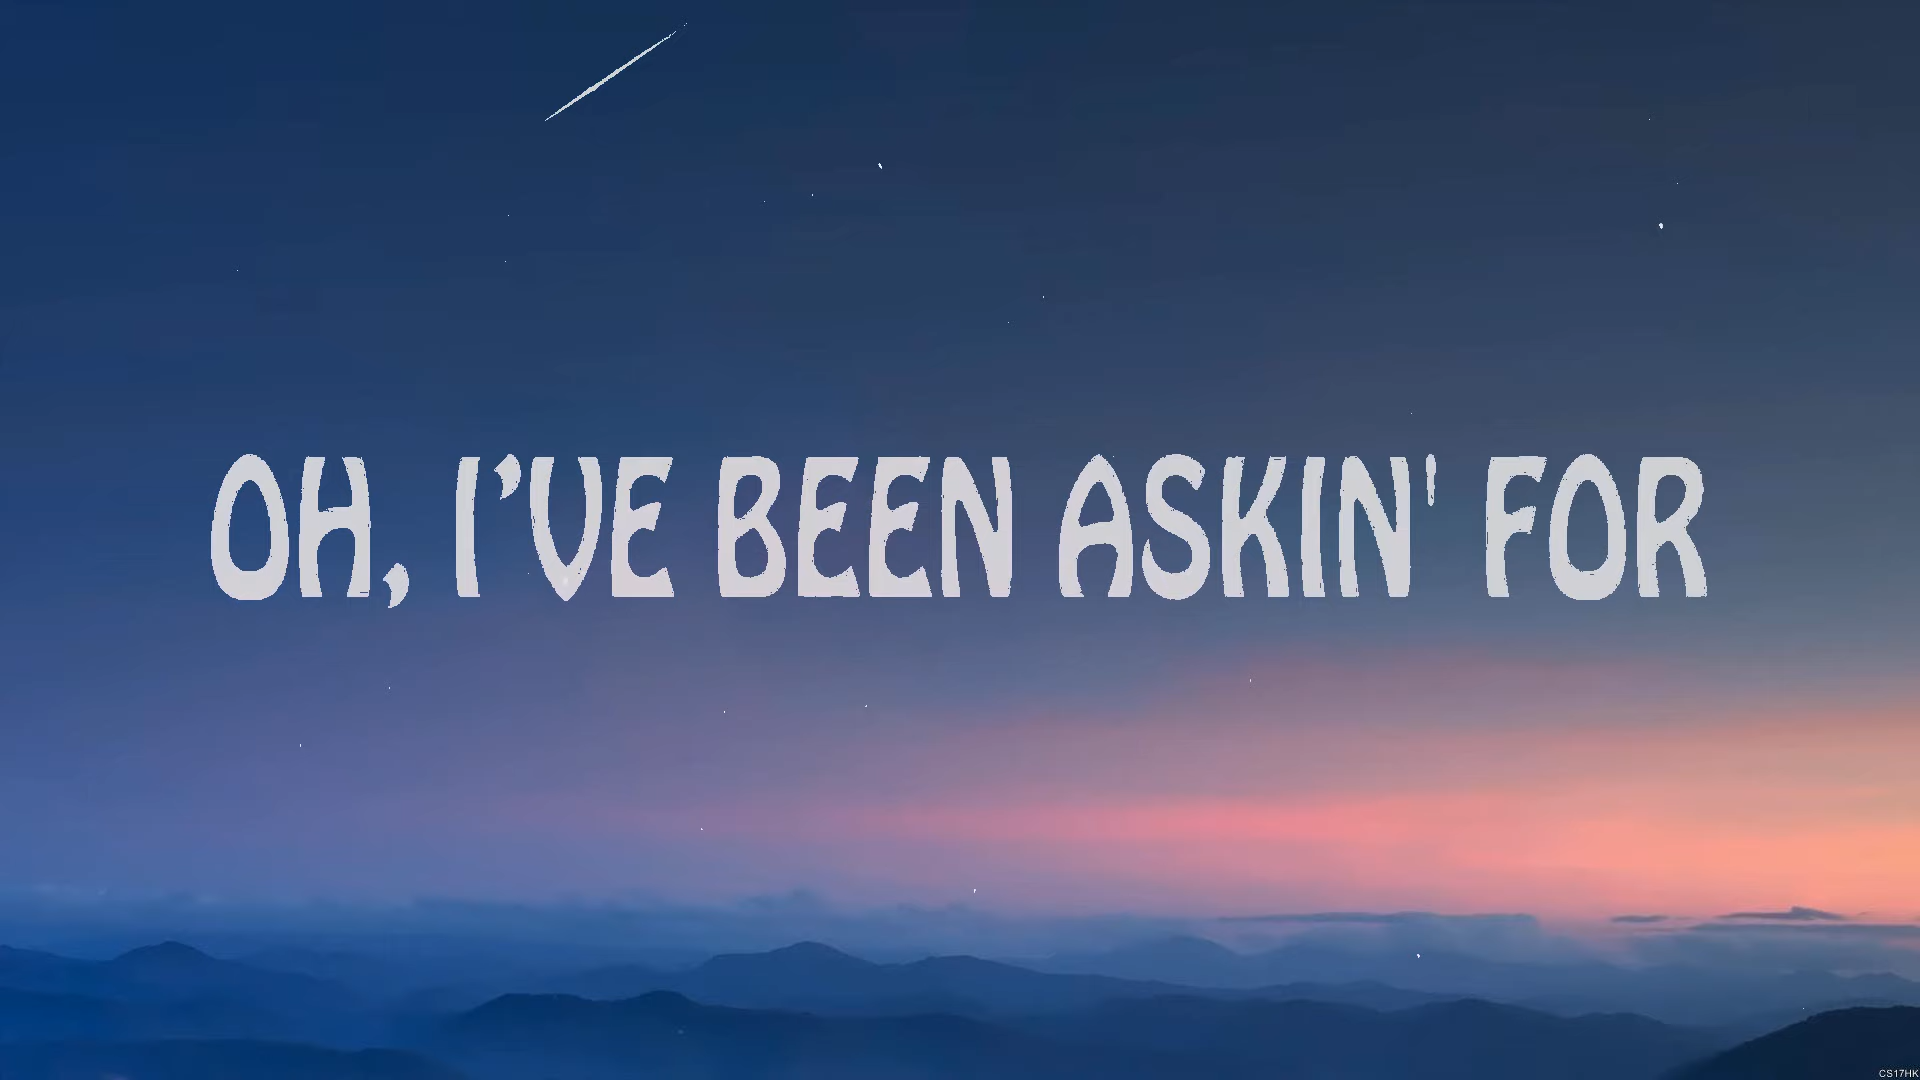 OH, I’VE BEEN ASKIN' FOR
CS17HK